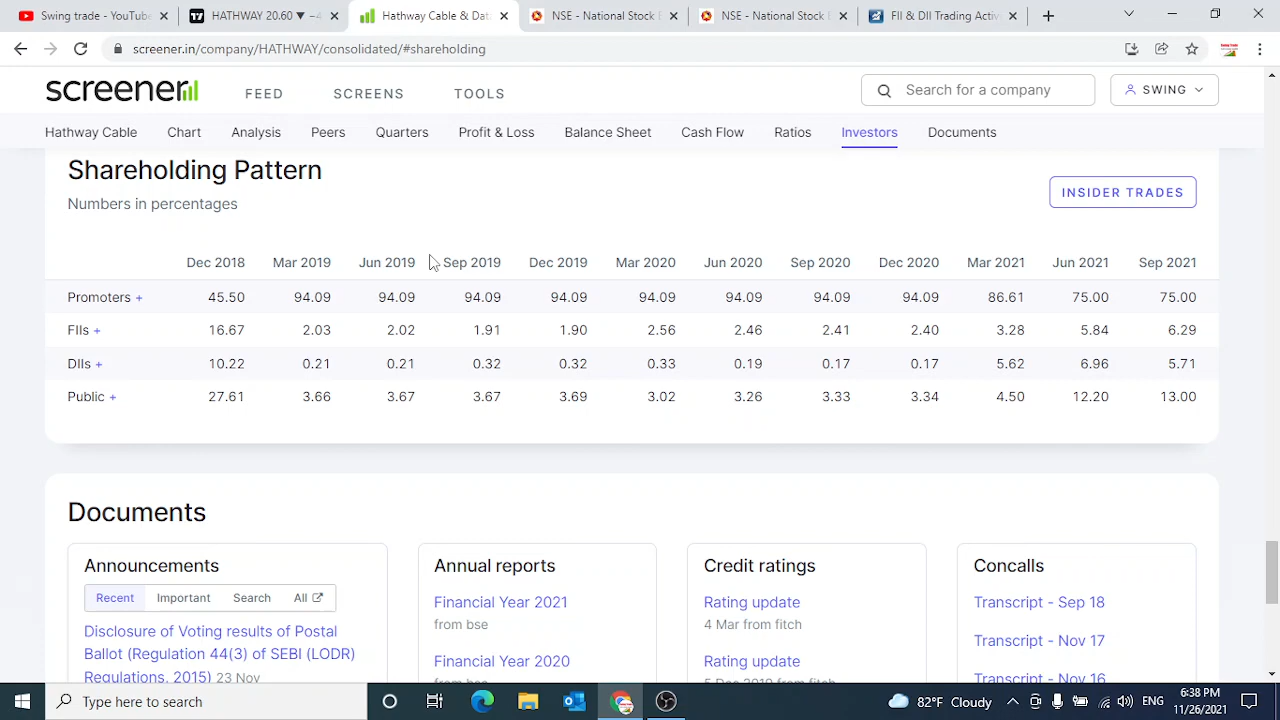 Swing trade - YouTube
HATHWAY 20.60 ▼ -4
Hathway Cable & Data
NSE - National Stock E
NSE - National Stock E
FII & DII Trading Activ
screener.in/company/HATHWAY/consolidated/#shareholding
screener
FEED
SCREENS
TOOLS
Search for a company
SWING
Hathway Cable
Chart
Analysis
Peers
Quarters
Profit & Loss
Balance Sheet
Cash Flow
Ratios
Investors
Documents
Shareholding Pattern
Numbers in percentages
INSIDER TRADES
Dec 2018 Mar 2019 Jun 2019 Sep 2019 Dec 2019 Mar 2020 Jun 2020 Sep 2020 Dec 2020 Mar 2021 Jun 2021 Sep 2021
Promoters + 45.50 94.09 94.09 94.09 94.09 94.09 94.09 94.09 94.09 86.61 75.00 75.00
FIIs + 16.67 2.03 2.02 1.91 1.90 2.56 2.46 2.41 2.40 3.28 5.84 6.29
DIIs + 10.22 0.21 0.21 0.32 0.32 0.33 0.19 0.17 0.17 5.62 6.96 5.71
Public + 27.61 3.66 3.67 3.67 3.69 3.02 3.26 3.33 3.34 4.50 12.20 13.00
Documents
Announcements
Recent Important Search All
Disclosure of Voting results of Postal
Ballot (Regulation 44(3) of SEBI (LODR)
Regulations, 2015) 23 Nov
Annual reports
Financial Year 2021
from bse
Financial Year 2020
from bse
Credit ratings
Rating update
4 Mar from fitch
Rating update
5 Dec 2019 from fitch
Concalls
Transcript - Sep 18
Transcript - Nov 17
Transcript - Nov 16
Type here to search
82°F Cloudy
ENG
6:38 PM
11/26/2021